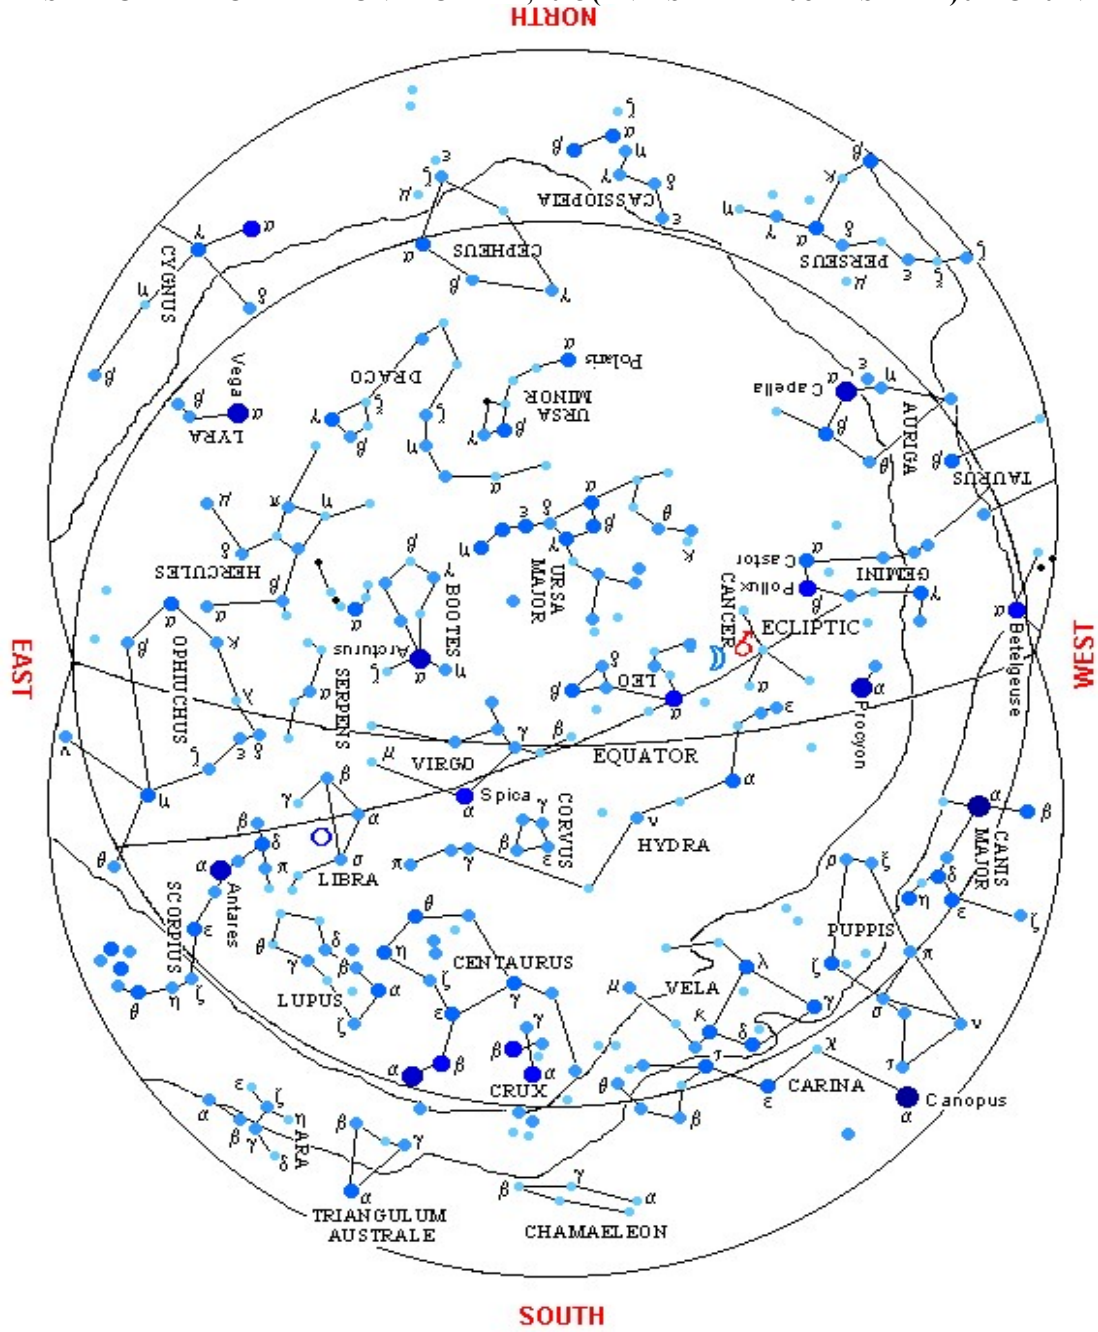 NORTH
ζ
α
β
η
γ
δ
ε
CASSIOPEIA
β
κ
η
γ
α
δ
PERSEUS
ε
ξ
ζ
μ
ε
ζ
μ
α
CEPHEUS
β
γ
α
γ
CYGNUS
η
δ
β
Vega
β
α
LYRA
DRACO
γ
ξ
β
ζ
η
α
α
Polaris
URSA
MINOR
γ
β
Capella
α
ε
η
β
θ
AURIGA
β
TAURUS
μ
π
η
δ
HERCULES
β
α
ε
δ
α
β
γ
η
URSA
MAJOR
θ
κ
Castor
α
Pollux
β
GEMINI
γ
CANCER
ECLIPTIC
α
β
γ
BOOTES
Arcturus
α
ζ
η
EAST
WEST
α
β
κ
OPHIUCHUS
λ
ν
ζ
ε
δ
μ
θ
SERPENS
α
δ
β
LEO
α
Procyon
α
α
Betelgeuse
VIRGO
μ
γ
β
EQUATOR
Spica
α
ε
α
ν
HYDRA
γ
π
CORVUS
γ
β
ε
β
γ
α
σ
LIBRA
β
δ
π
α
Antares
SCORPIUS
ε
ζ
η
θ
α
β
CANIS
MAJOR
δ
η
ε
ζ
ρ
ξ
PUPPIS
ζ
π
σ
ν
τ
θ
δ
γ
β
α
LUPUS
ζ
θ
η
CENTAURUS
ζ
γ
ε
α
β
γ
β
α
CRUX
μ
VELA
λ
κ
γ
δ
θ
τ
β
ε
χ
CARINA
Canopus
α
ε
ζ
α
η
β
γ
δ
ARA
β
γ
α
TRIANGULUM
AUSTRALE
β
γ
α
CHAMAELEON
SOUTH